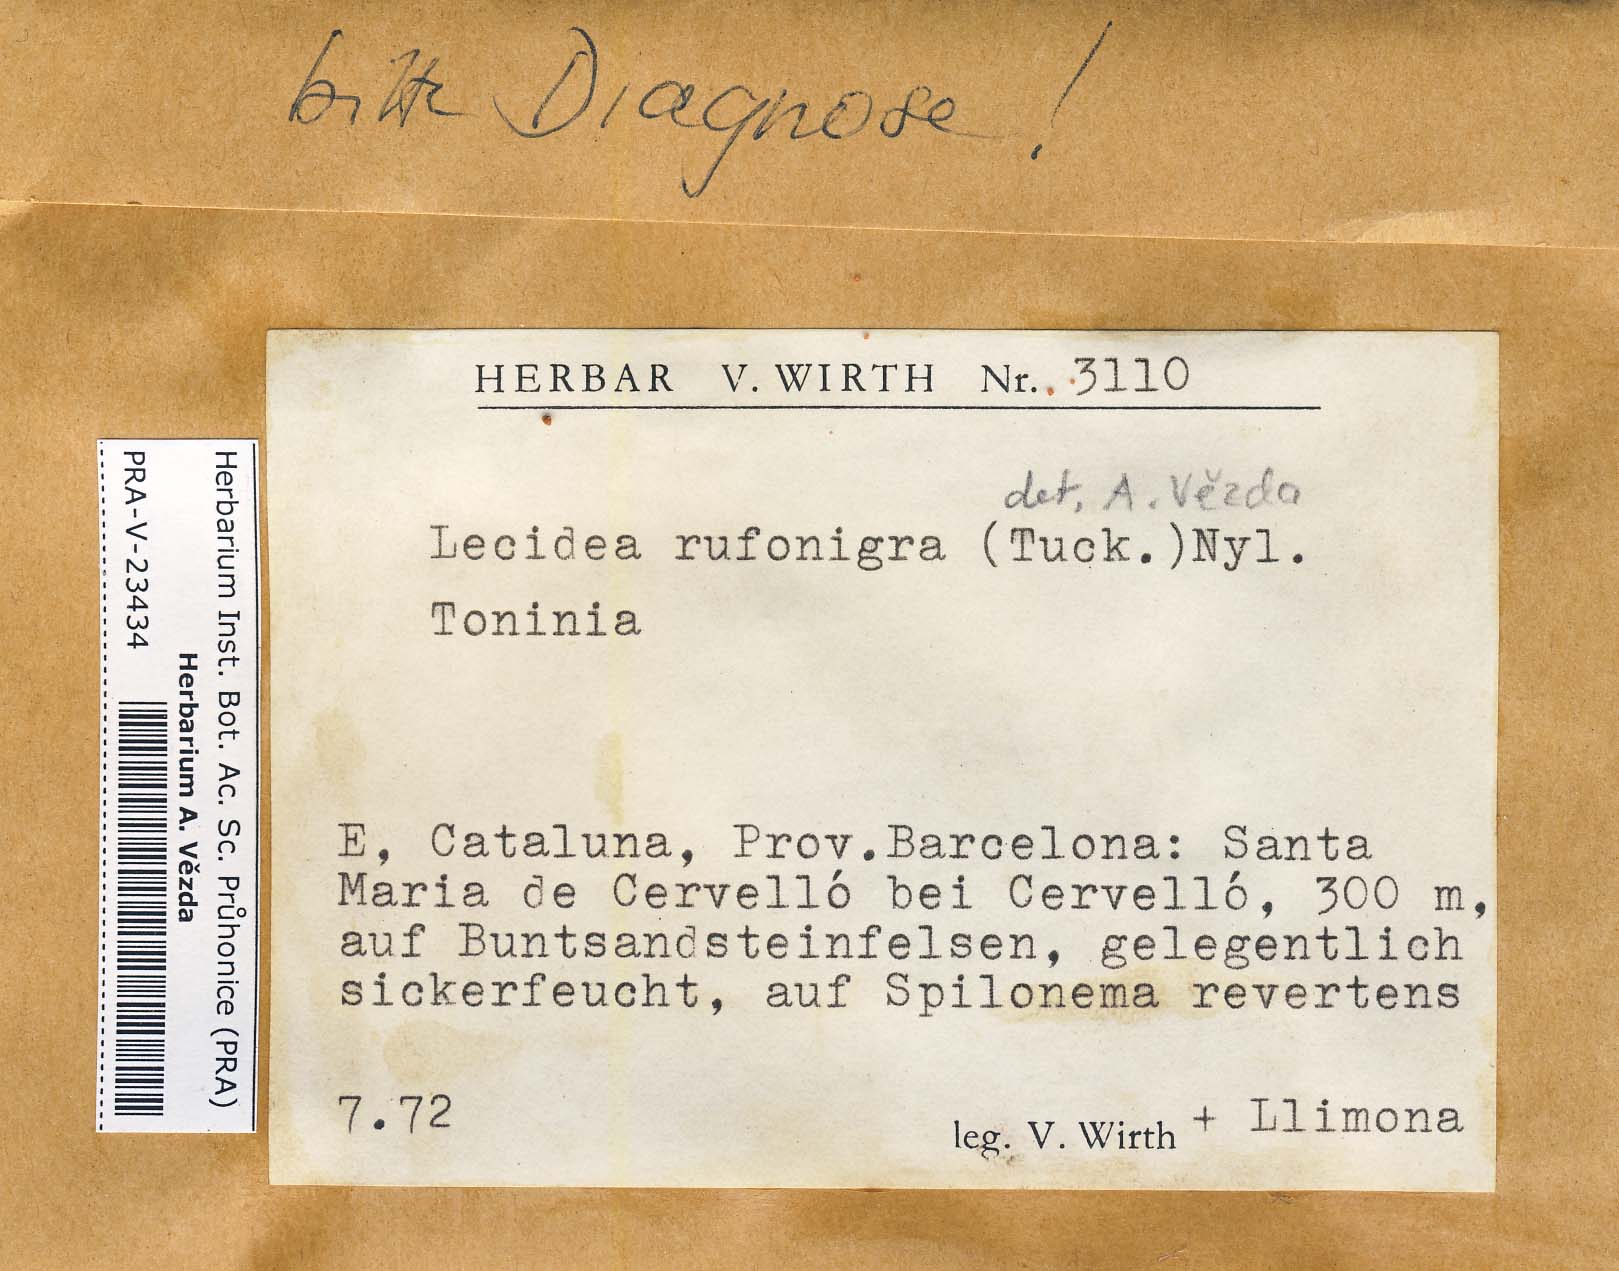 bitte Diagnose!
HERBAR V. WIRTH Nr. 3110
det. A. Vězda
Lecidea rufonigra (Tuck.)Nyl.
Toninia
E, Cataluna, Prov.Barcelona: Santa
Maria de Cervelló bei Cervelló, 300 m,
auf Buntsandsteinfelsen, gelegentlich
sickerfeucht, auf Spilonema revertens
7.72
leg. V. Wirth + Llimona
Herbarium Inst. Bot. Ac. Sc. Průhonice (PRA)
Herbarium A. Vězda
PRA-V-23434